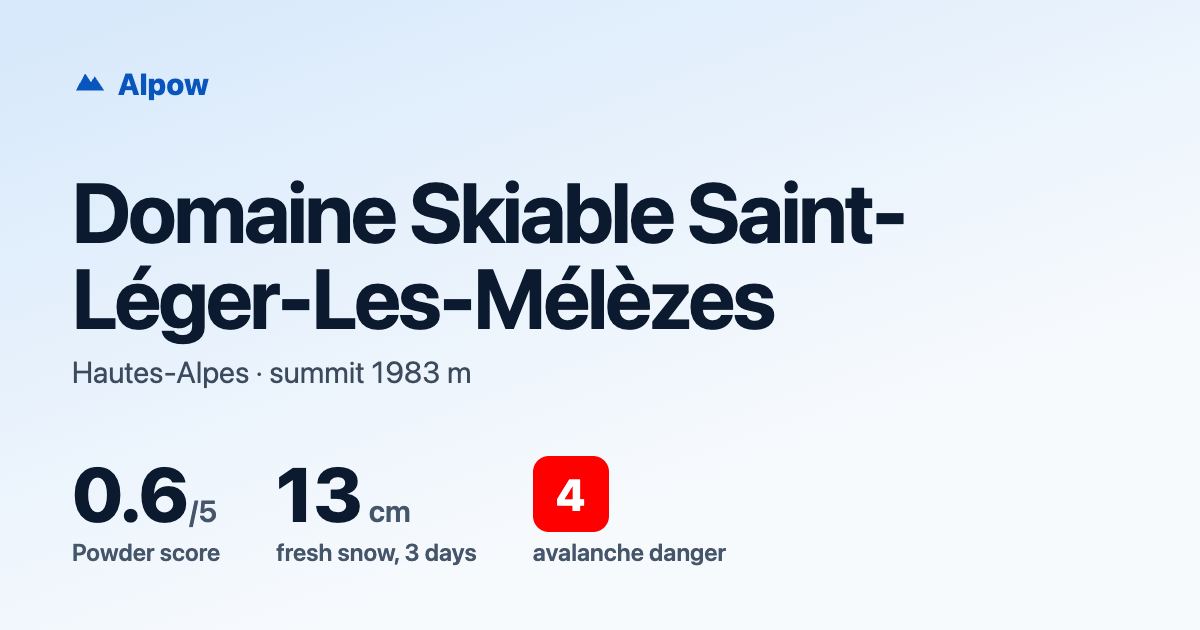 Alpow
Domaine Skiable Saint-
Léger-Les-Mélèzes
Hautes-Alpes · summit 1983 m
0.6/5 13 cm 4
Powder score fresh snow, 3 days avalanche danger